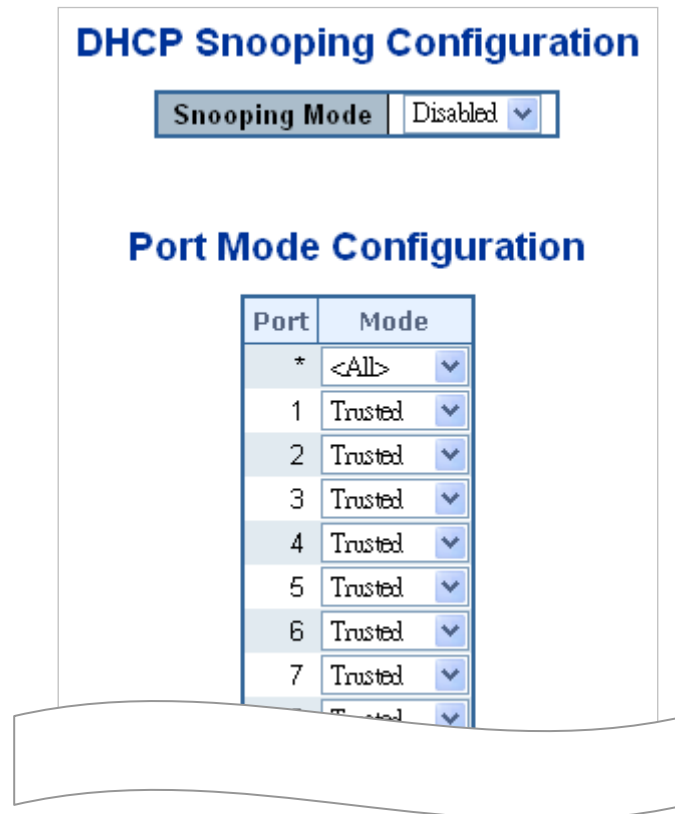 DHCP Snooping Configuration
Snooping Mode Disabled
Port Mode Configuration
Port Mode
* <All>
1 Trusted
2 Trusted
3 Trusted
4 Trusted
5 Trusted
6 Trusted
7 Trusted
Trusted